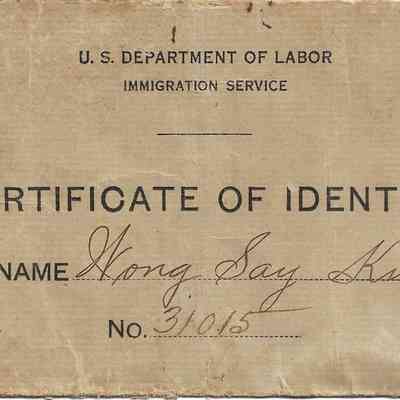 U. S. DEPARTMENT OF LABOR
IMMIGRATION SERVICE
RTIFICATE OF IDENT
NAME Wong Say
No. 31015